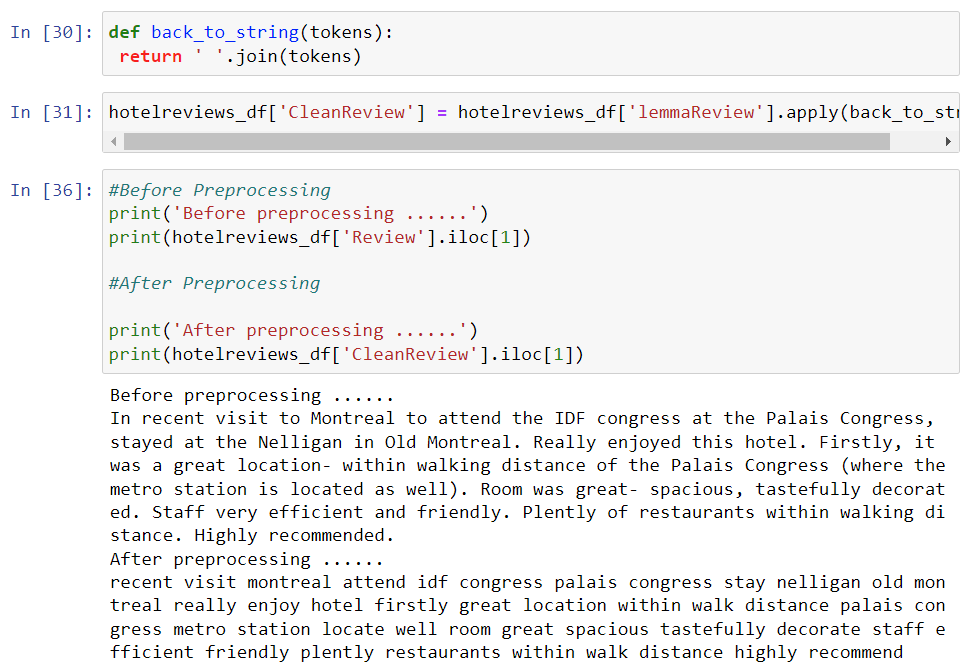 In [30]: def back_to_string(tokens):
 return ' '.join(tokens)
In [31]: hotelreviews_df['CleanReview'] = hotelreviews_df['lemmaReview'].apply(back_to_str
In [36]: #Before Preprocessing
print('Before preprocessing ......')
print(hotelreviews_df['Review'].iloc[1])
#After Preprocessing
print('After preprocessing ......')
print(hotelreviews_df['CleanReview'].iloc[1])
Before preprocessing ......
In recent visit to Montreal to attend the IDF congress at the Palais Congress,
stayed at the Nelligan in Old Montreal. Really enjoyed this hotel. Firstly, it
was a great location- within walking distance of the Palais Congress (where the
metro station is located as well). Room was great- spacious, tastefully decorat
ed. Staff very efficient and friendly. Plently of restaurants within walking di
stance. Highly recommended.
After preprocessing ......
recent visit montreal attend idf congress palais congress stay nelligan old mon
treal really enjoy hotel firstly great location within walk distance palais con
gress metro station locate well room great spacious tastefully decorate staff e
fficient friendly plently restaurants within walk distance highly recommend